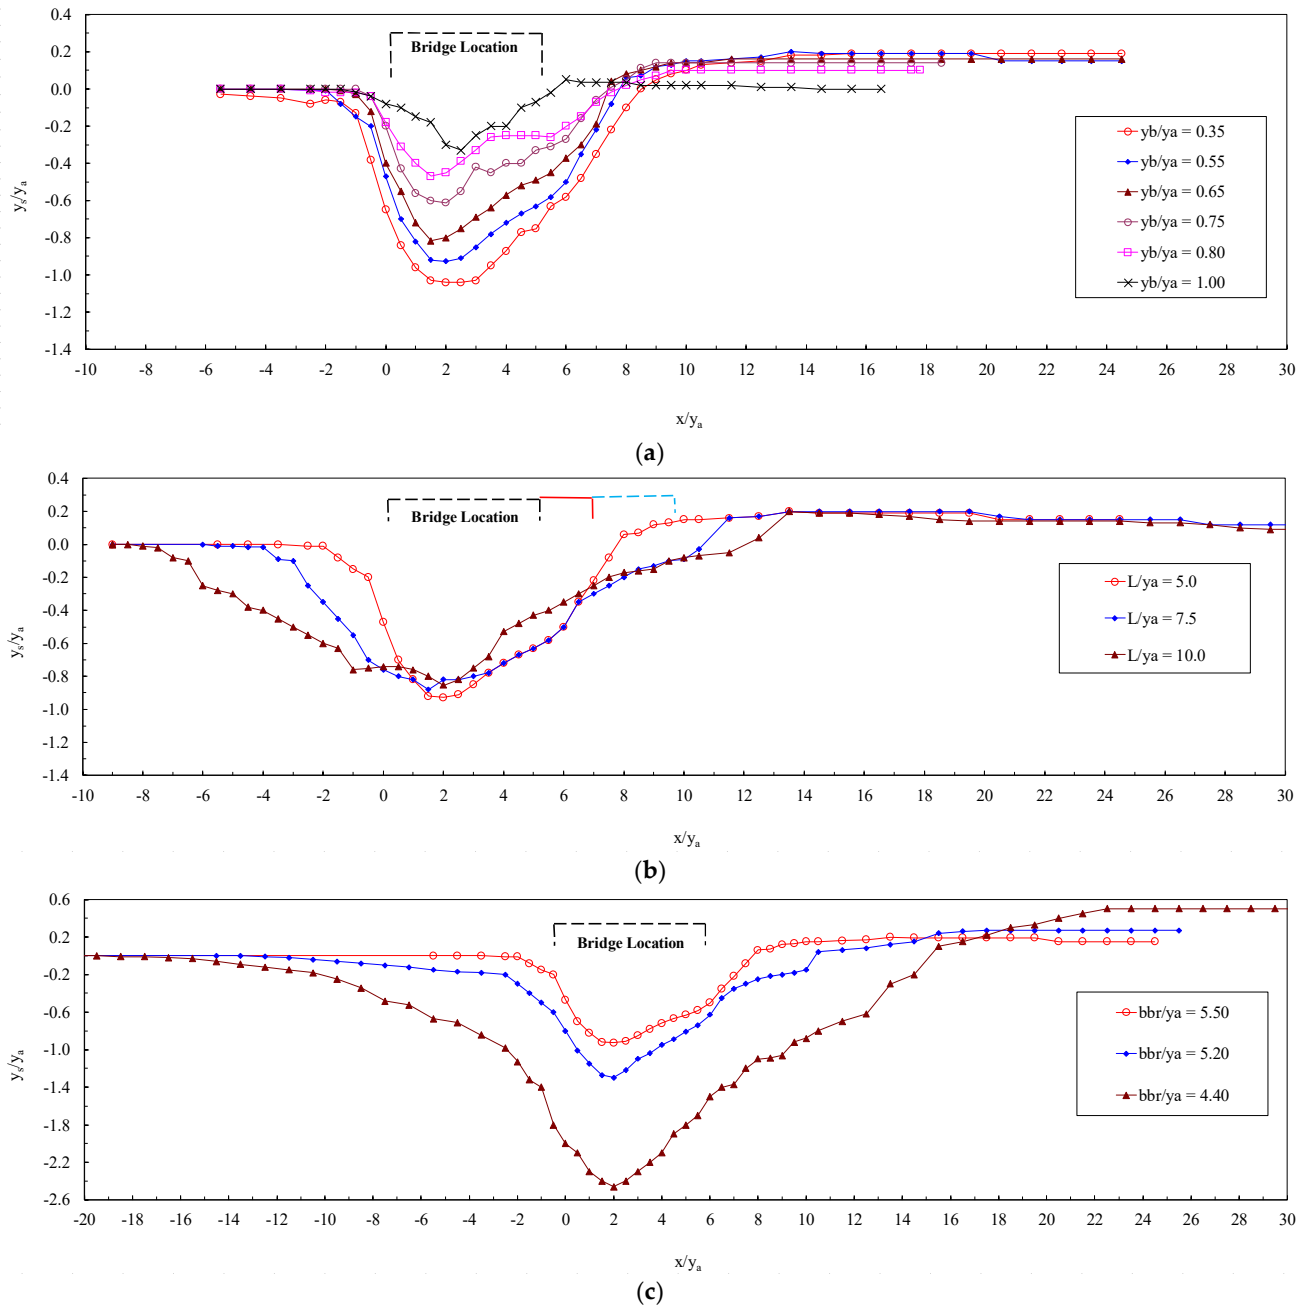 0.4
0.2
0.0
-0.2
-0.4
-0.6
-0.8
-1.0
-1.2
-1.4
ys/ya
Bridge Location
yb/ya = 0.35
yb/ya = 0.55
yb/ya = 0.65
yb/ya = 0.75
yb/ya = 0.80
yb/ya = 1.00
-10 -8 -6 -4 -2 0 2 4 6 8 10 12 14 16 18 20 22 24 26 28 30
x/ya
(a)
0.4
0.2
0.0
-0.2
-0.4
-0.6
-0.8
-1.0
-1.2
-1.4
ys/ya
Bridge Location
L/ya = 5.0
L/ya = 7.5
L/ya = 10.0
-10 -8 -6 -4 -2 0 2 4 6 8 10 12 14 16 18 20 22 24 26 28 30
x/ya
(b)
0.6
0.2
-0.2
-0.6
-1.0
-1.4
-1.8
-2.2
-2.6
ys/ya
Bridge Location
bbr/ya = 5.50
bbr/ya = 5.20
bbr/ya = 4.40
-20 -18 -16 -14 -12 -10 -8 -6 -4 -2 0 2 4 6 8 10 12 14 16 18 20 22 24 26 28 30
x/ya
(c)